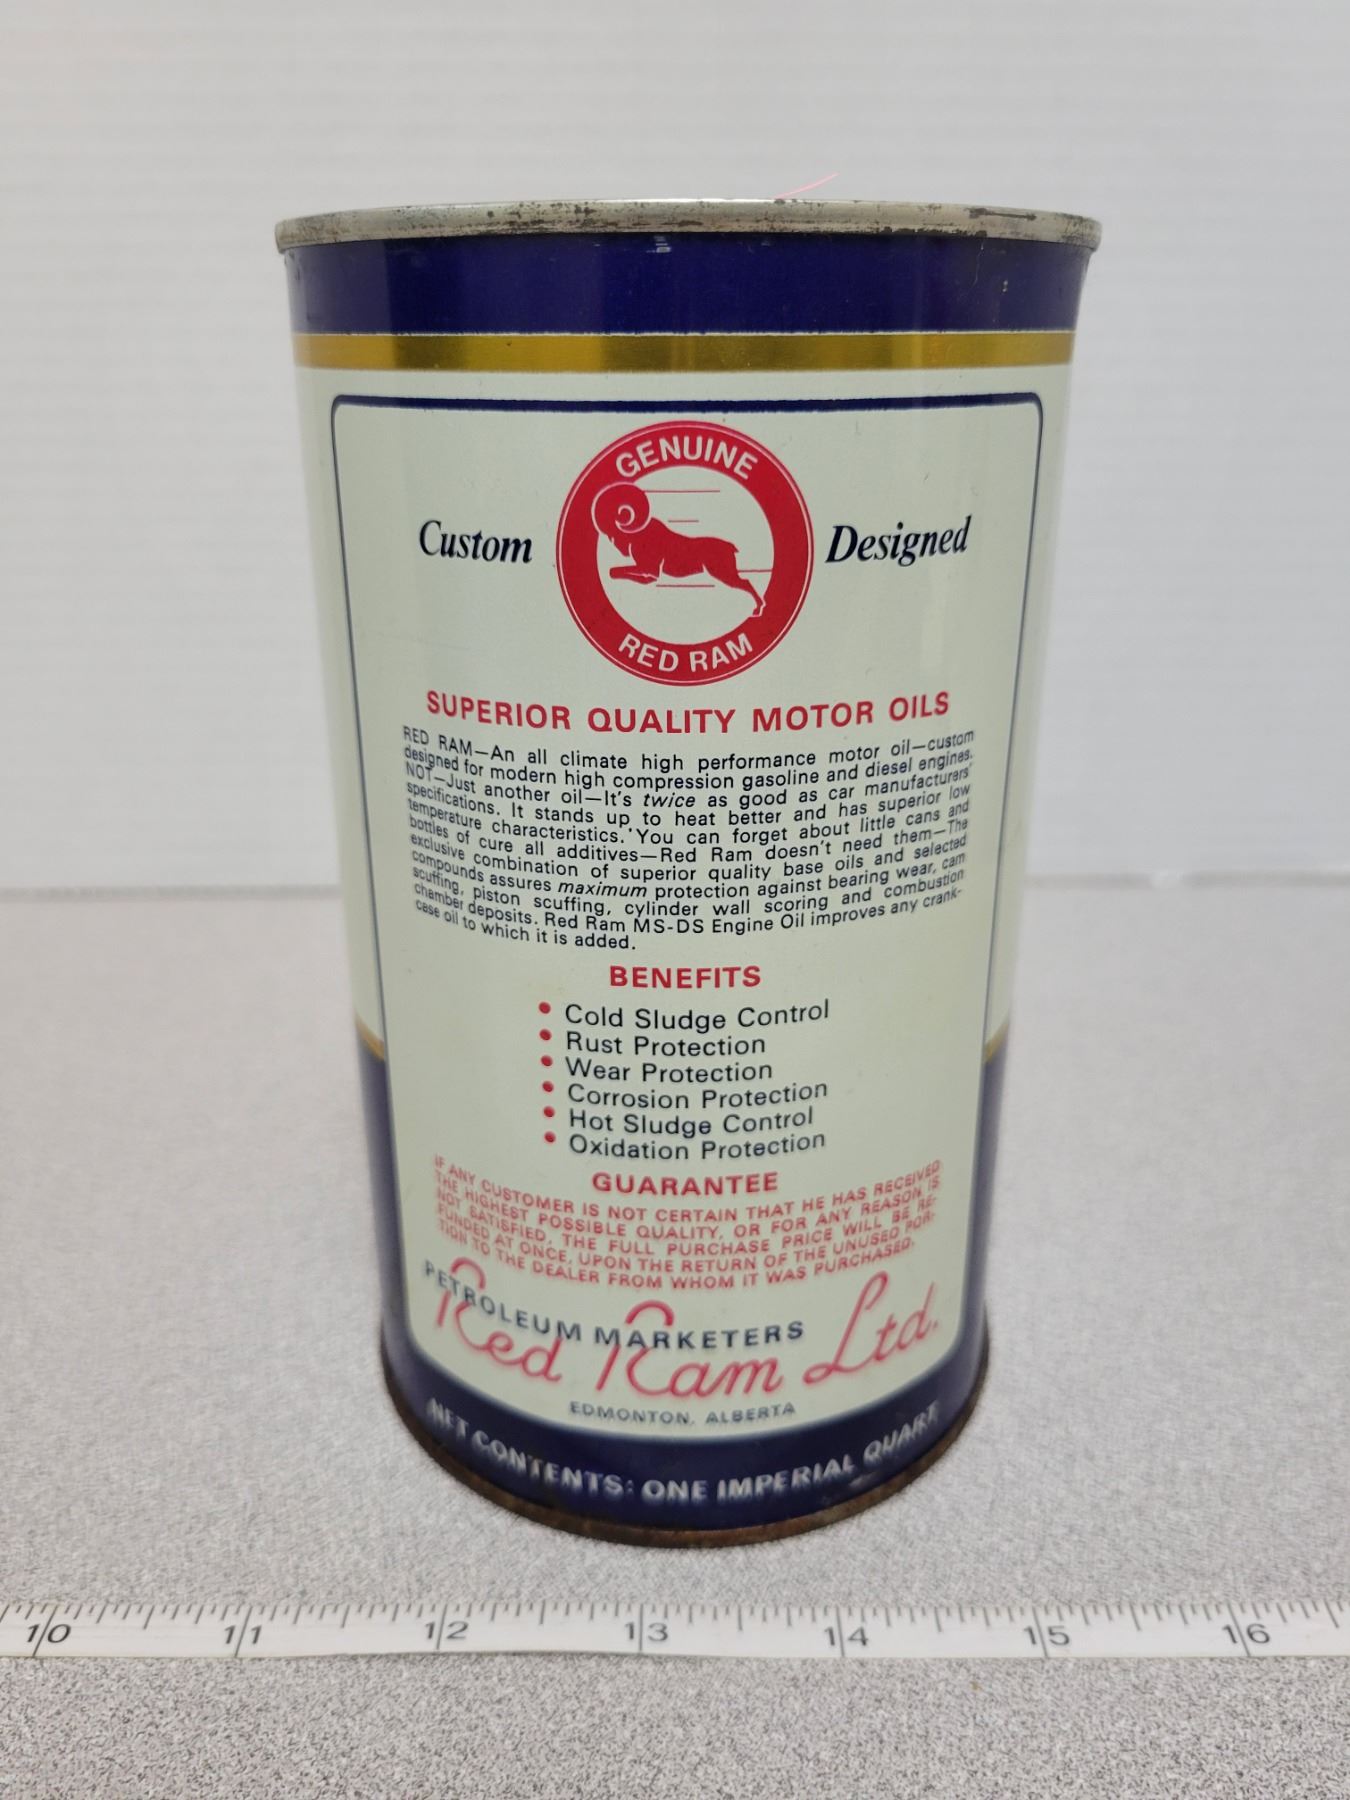 GENUINE
Custom Designed
RED RAM
SUPERIOR QUALITY MOTOR OILS
RED RAM—An all climate high performance motor oil—custom
designed for modern high compression gasoline and diesel engines.
NOT—Just another oil—It's twice as good as car manufacturers'
specifications. It stands up to heat better and has superior low
temperature characteristics. You can forget about little cans and
bottles of cure all additives—Red Ram doesn't need them—The
exclusive combination of superior quality base oils and selected
compounds assures maximum protection against bearing wear, cam
scuffing, piston scuffing, cylinder wall scoring and combustion
chamber deposits. Red Ram MS-DS Engine Oil improves any crank-
case oil to which it is added.
BENEFITS
• Cold Sludge Control
• Rust Protection
• Wear Protection
• Corrosion Protection
• Hot Sludge Control
• Oxidation Protection
GUARANTEE
IF ANY CUSTOMER IS NOT CERTAIN THAT HE HAS RECEIVED
THE HIGHEST POSSIBLE QUALITY, OR FOR ANY REASON IS
NOT SATISFIED, THE FULL PURCHASE PRICE WILL BE RE-
FUNDED AT ONCE, UPON THE RETURN OF THE UNUSED POR-
TION TO THE DEALER FROM WHOM IT WAS PURCHASED.
PETROLEUM MARKETERS
Red Ram Ltd.
EDMONTON, ALBERTA
NET CONTENTS: ONE IMPERIAL QUART
10 11 12 13 14 15 16